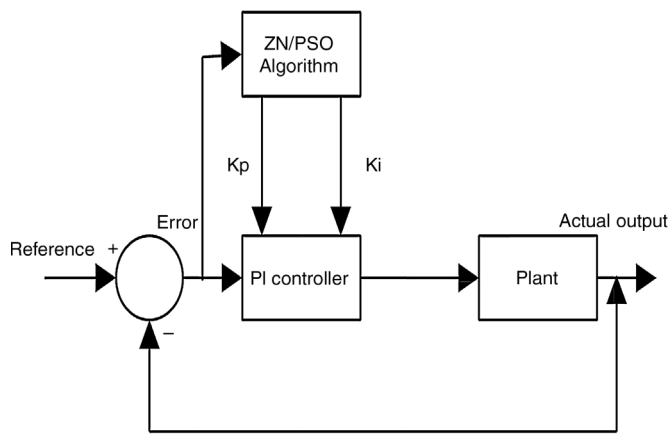 ZN/PSO
Algorithm
Kp
Ki
Error
Actual output
Reference
+
PI controller
Plant
–